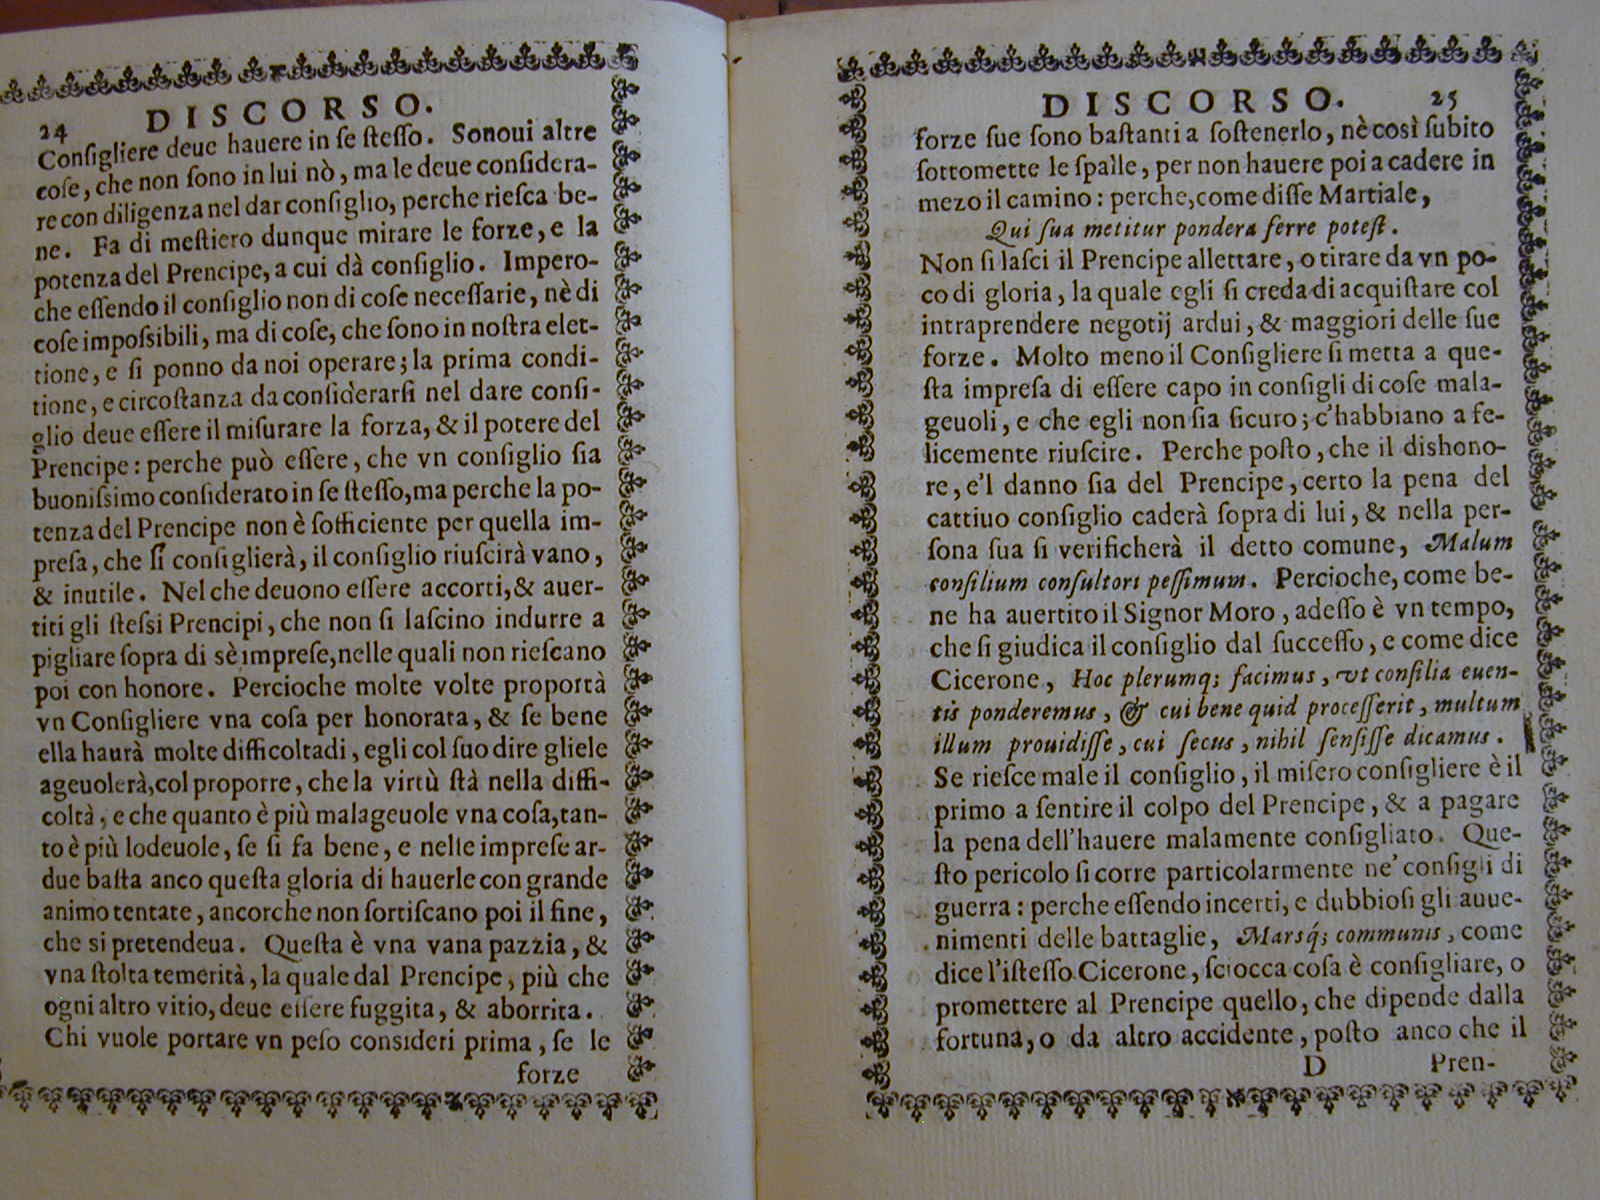 24 DISCORSO.
Conſigliere deue hauere in ſe ſteſſo. Sonoui altre
coſe, che non ſono in lui nò, ma le deue conſidera-
re con diligenza nel dar conſiglio, perche rieſca be-
ne. Fa di meſtiero dunque mirare le forze, e la
potenza del Prencipe, a cui dà conſiglio. Impero-
che eſſendo il conſiglio non di coſe neceſſarie, nè di
coſe impoſsibili, ma di coſe, che ſono in noſtra elet-
tione, e ſi ponno da noi operare; la prima condi-
tione, e circoſtanza da conſiderarſi nel dare conſi-
glio deue eſſere il miſurare la forza, & il potere del
Prencipe: perche può eſſere, che vn conſiglio ſia
buoniſsimo conſiderato in ſe ſteſſo, ma perche la po-
tenza del Prencipe non è ſofficiente per quella im-
preſa, che ſi conſiglierà, il conſiglio riuſcirà vano,
& inutile. Nel che deuono eſſere accorti, & auer-
titi gli ſteſsi Prencipi, che non ſi laſcino indurre a
pigliare ſopra di sè impreſe, nelle quali non rieſcano
poi con honore. Percioche molte volte proporrà
vn Conſigliere vna coſa per honorata, & ſe bene
ella haurà molte difficoltadi, egli col ſuo dire gliele
ageuolerà, col proporre, che la virtù ſtà nella diffi-
coltà, e che quanto è più malageuole vna coſa, tan-
to è più lodeuole, ſe ſi fa bene, e nelle impreſe ar-
due baſta anco queſta gloria di hauerle con grande
animo tentate, ancorche non ſortiſcano poi il fine,
che si pretendeua. Queſta è vna vana pazzia, &
vna ſtolta temerità, la quale dal Prencipe, più che
ogni altro vitio, deue eſſere fuggita, & aborrita.
Chi vuole portare vn peſo conſideri prima, ſe le
forze
DISCORSO. 25
forze ſue ſono baſtanti a ſoſtenerlo, nè così ſubito
ſottomette le ſpalle, per non hauere poi a cadere in
mezo il camino: perche, come diſſe Martiale,
Qui ſua metitur pondera ferre poteſt.
Non ſi laſci il Prencipe allettare, o tirare da vn po-
co di gloria, la quale egli ſi creda di acquiſtare col
intraprendere negotij ardui, & maggiori delle ſue
forze. Molto meno il Conſigliere ſi metta a que-
ſta impreſa di eſſere capo in conſigli di coſe mala-
geuoli, e che egli non ſia ſicuro; c'habbiano a fe-
licemente riuſcire. Perche poſto, che il dishono-
re, e'l danno ſia del Prencipe, certo la pena del
cattiuo conſiglio caderà ſopra di lui, & nella per-
ſona ſua ſi verificherà il detto comune, Malum
conſilium conſultori peſſimum. Percioche, come be-
ne ha auertito il Signor Moro, adeſſo è vn tempo,
che ſi giudica il conſiglio dal ſucceſſo, e come dice
Cicerone, Hoc plerumq; facimus, vt conſilia euen-
tis ponderemus, & cui bene quid proceſſerit, multum
illum prouidiſſe, cui ſecus, nihil ſenſiſſe dicamus.
Se rieſce male il conſiglio, il miſero conſigliere è il
primo a ſentire il colpo del Prencipe, & a pagare
la pena dell'hauere malamente conſigliato. Que-
ſto pericolo ſi corre particolarmente ne' conſigli di
guerra: perche eſſendo incerti, e dubbioſi gli auue-
nimenti delle battaglie, Marsq́; communis, come
dice l'iſteſſo Cicerone, ſciocca coſa è conſigliare, o
promettere al Prencipe quello, che dipende dalla
fortuna, o da altro accidente, poſto anco che il
D Pren-